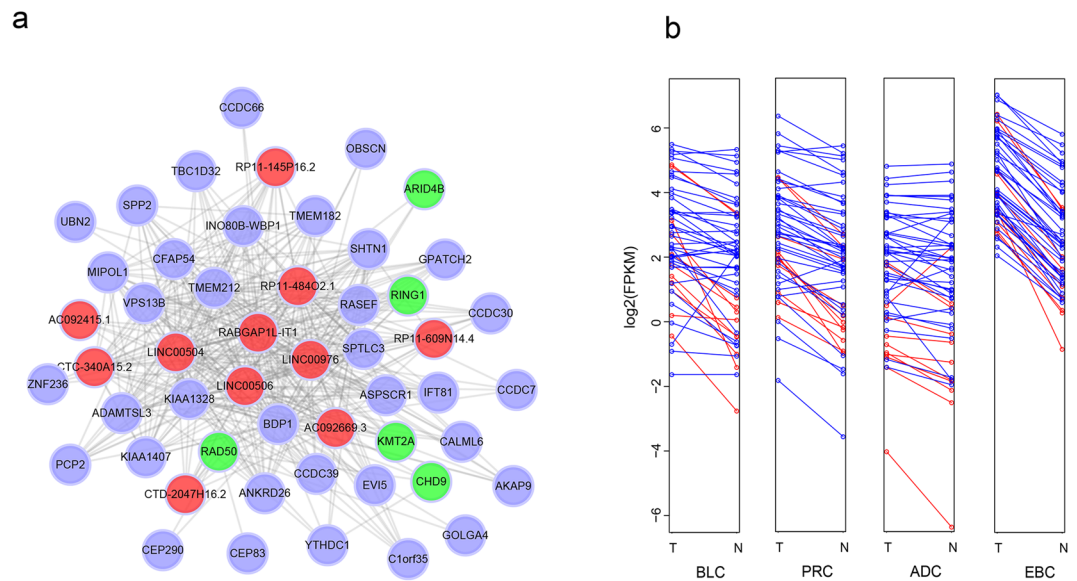 a
b
CCDC66
OBSCN
TBC1D32
RP11-145P16.2
ARID4B
SPP2
UBN2
INO80B-WBP1
TMEM182
SHTN1
CFAP54
GPATCH2
MIPOL1
TMEM212
RP11-484O2.1
RING1
VPS13B
RASEF
CCDC30
AC092415.1
RABGAP1L-IT1
RP11-609N14.4
LINC00504
SPTLC3
LINC00976
CTC-340A15.2
ZNF236
LINC00506
ASPSCR1
IFT81
CCDC7
KIAA1328
ADAMTSL3
BDP1
AC092669.3
KMT2A
CALML6
RAD50
PCP2
KIAA1407
CCDC39
CHD9
EVI5
AKAP9
CTD-2047H16.2
ANKRD26
GOLGA4
YTHDC1
CEP290
CEP83
C1orf35
log2(FPKM)
6
4
2
0
−2
−4
−6
T N T N T N T N
BLC PRC ADC EBC